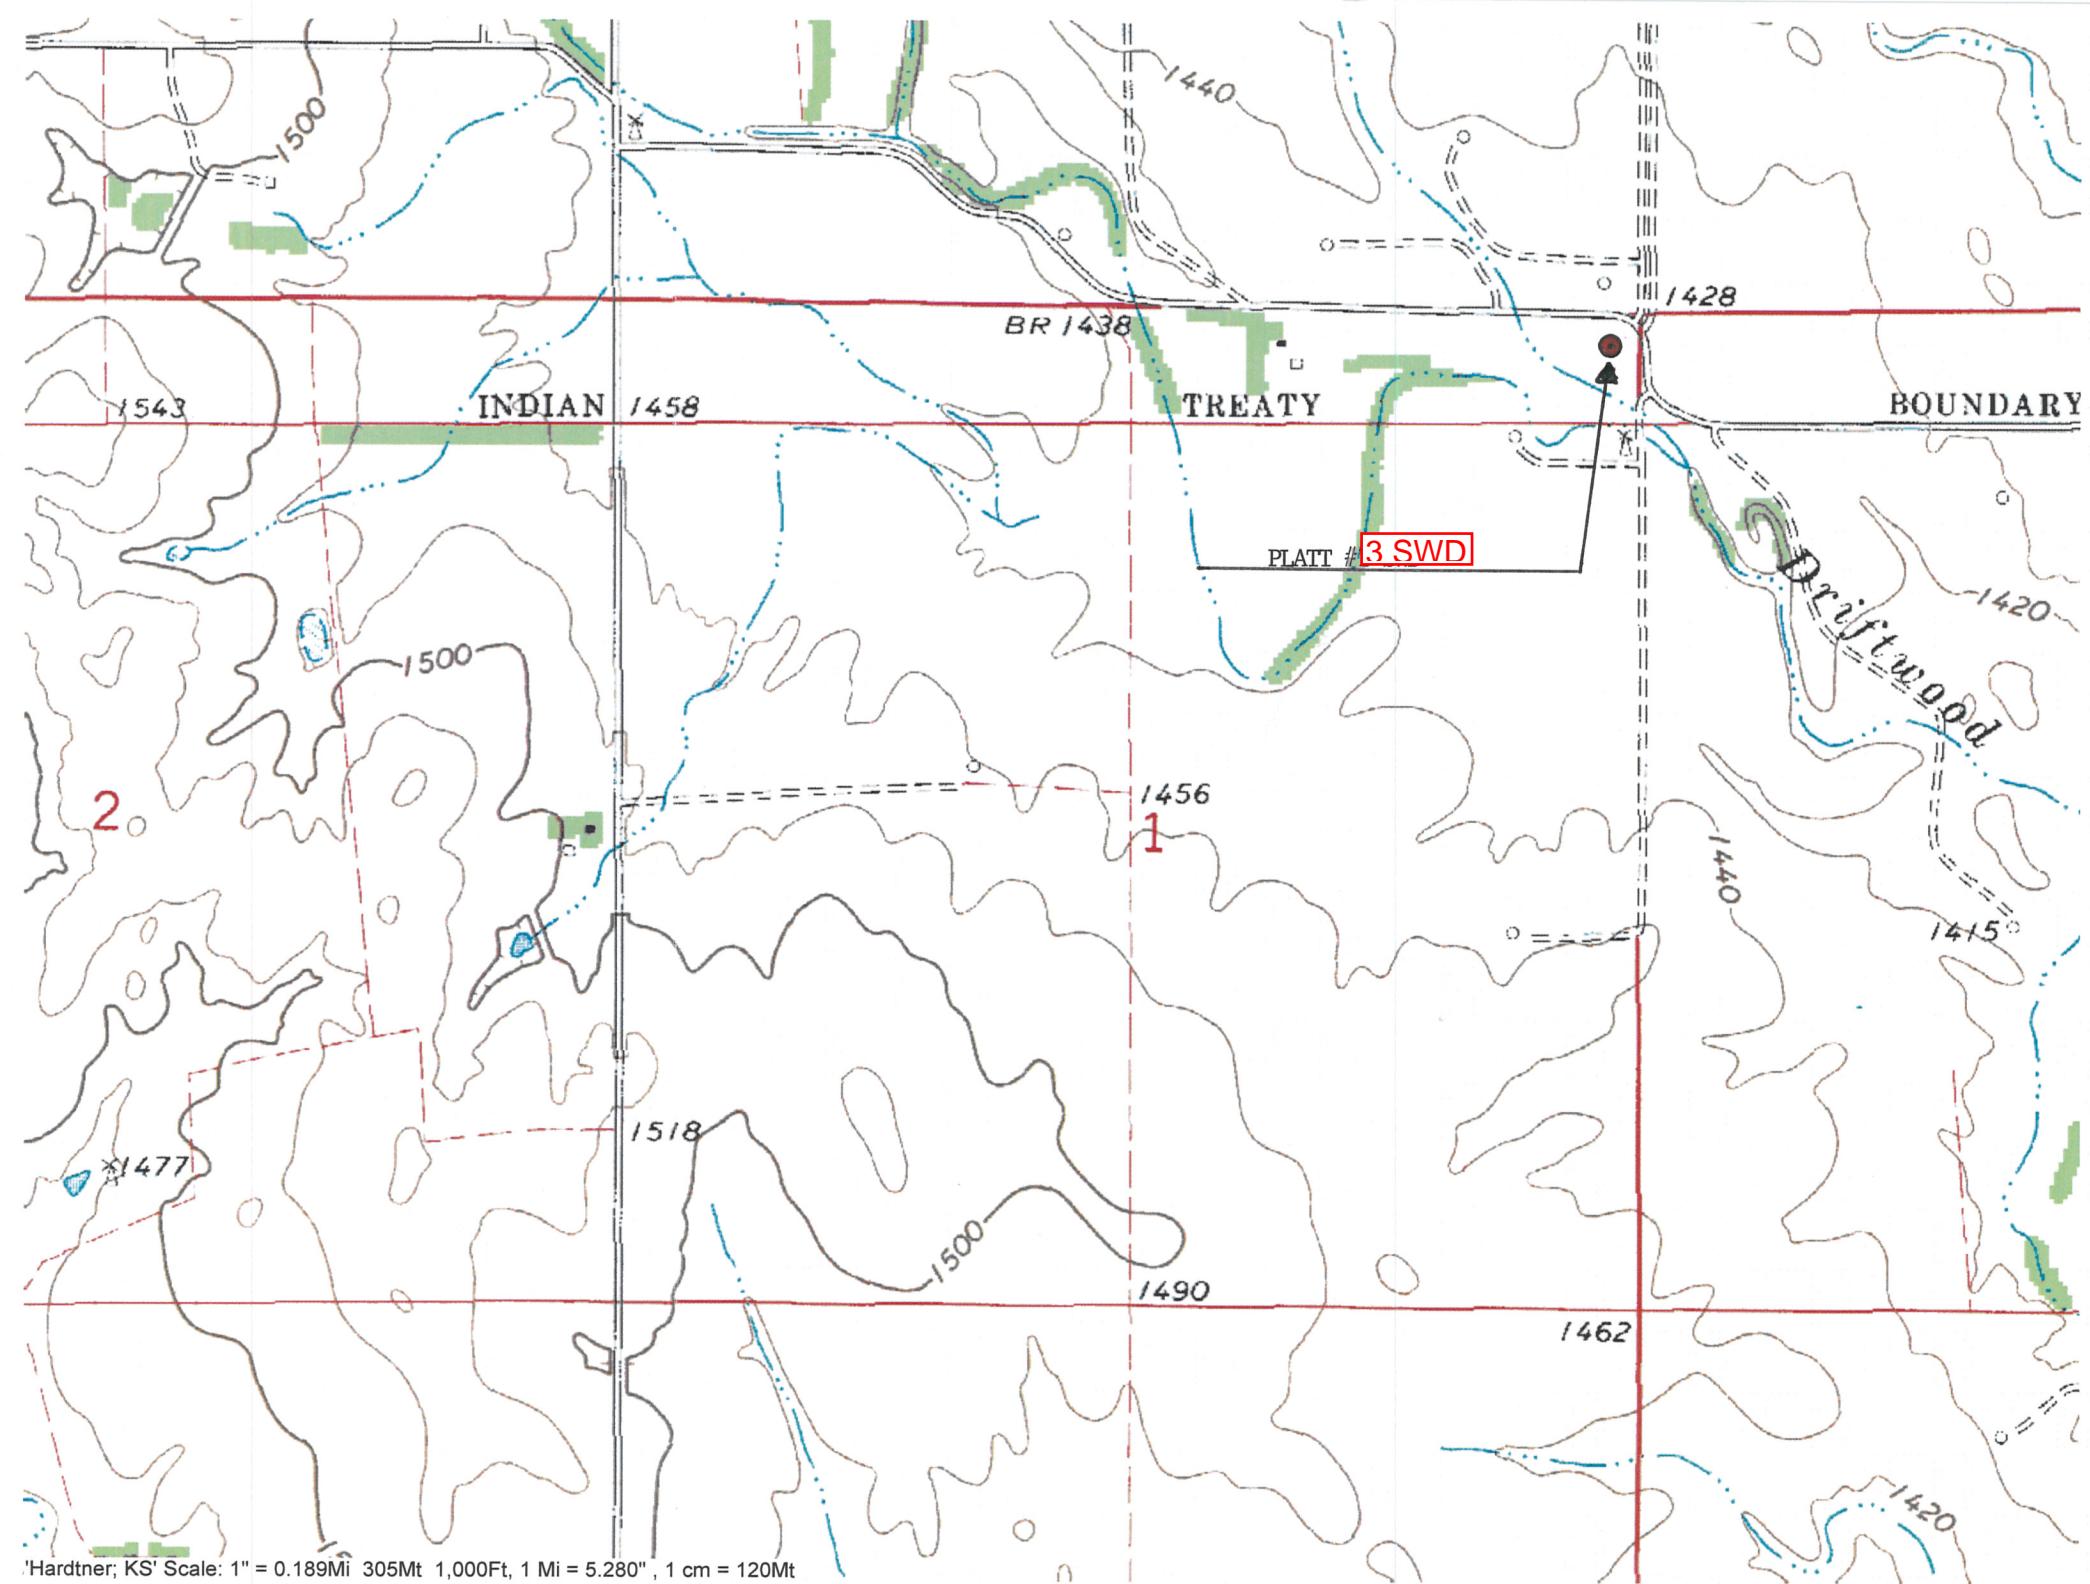 1440
1500
1428
BR 1438
1543
INDIAN
1458
TREATY
BOUNDARY
PLATT #3 SWD
Driftwood
1420
1500
1456
2
1
1440
1415
1518
1477
1500
1490
1462
1420
'Hardtner; KS' Scale: 1" = 0.189Mi 305Mt 1,000Ft, 1 Mi = 5.280" , 1 cm = 120Mt